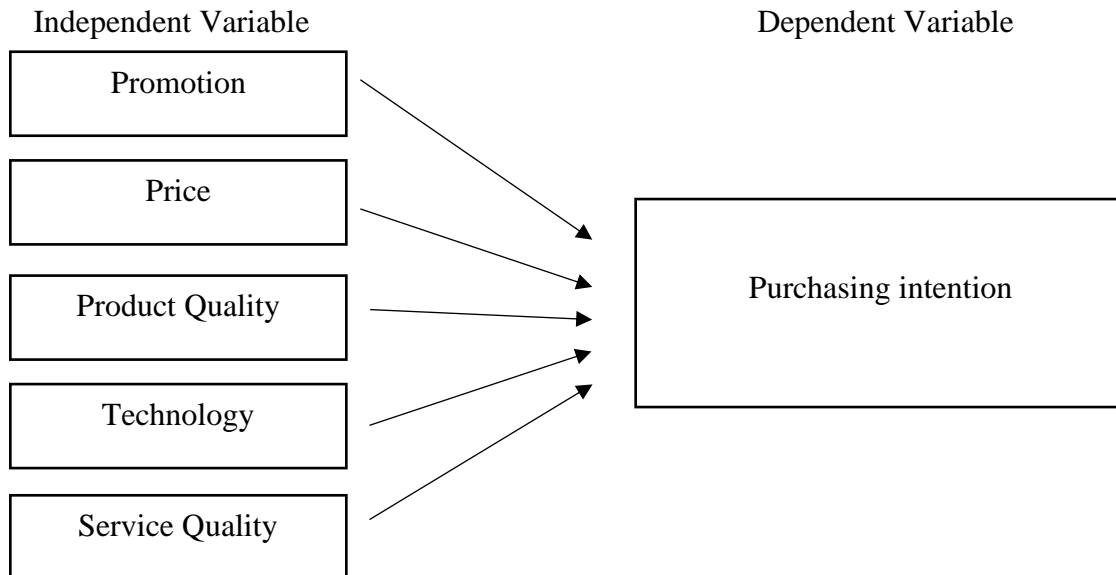 Independent Variable
Dependent Variable
Promotion
Price
Product Quality
Technology
Service Quality
Purchasing intention